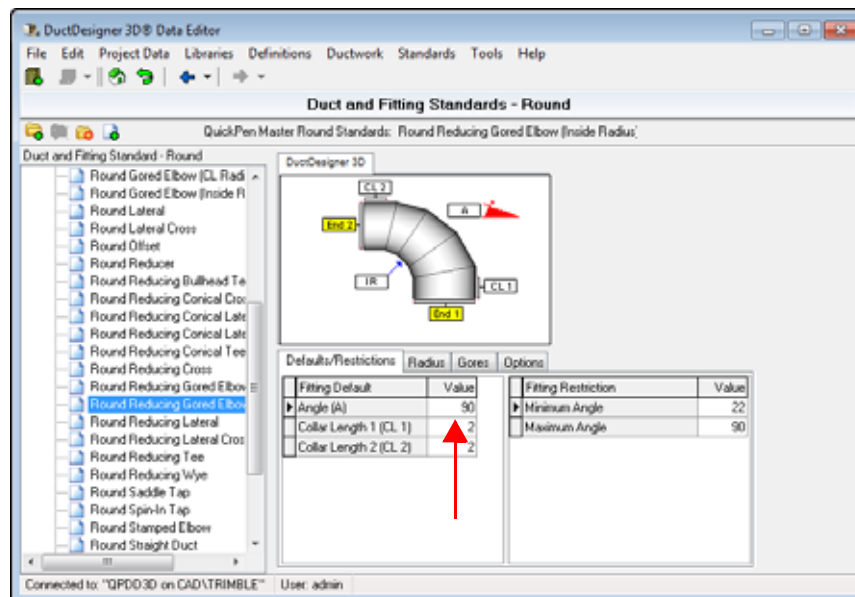 DuctDesigner 3D® Data Editor
File Edit Project Data Libraries Definitions Ductwork Standards Tools Help
Duct and Fitting Standards - Round
QuickPen Master Round Standards: Round Reducing Gored Elbow (Inside Radius)
Duct and Fitting Standard - Round
Round Gored Elbow (CL Radi
Round Gored Elbow (Inside R
Round Lateral
Round Lateral Cross
Round Offset
Round Reducer
Round Reducing Bullhead Te
Round Reducing Conical Cros
Round Reducing Conical Late
Round Reducing Conical Late
Round Reducing Conical Tee
Round Reducing Cross
Round Reducing Gored Elbov
Round Reducing Gored Elbov
Round Reducing Lateral
Round Reducing Lateral Cros
Round Reducing Tee
Round Reducing Wye
Round Saddle Tap
Round Spin-In Tap
Round Stamped Elbow
Round Straight Duct
DuctDesigner 3D
CL 2
A
End 2
IR
CL 1
End 1
Defaults/Restrictions Radius Gores Options
Fitting Default Value
Angle (A) 90
Collar Length 1 (CL 1) 2
Collar Length 2 (CL 2) 2
Fitting Restriction Value
Minimum Angle 22
Maximum Angle 90
Connected to: "QPDD3D on CAD\TRIMBLE" User: admin